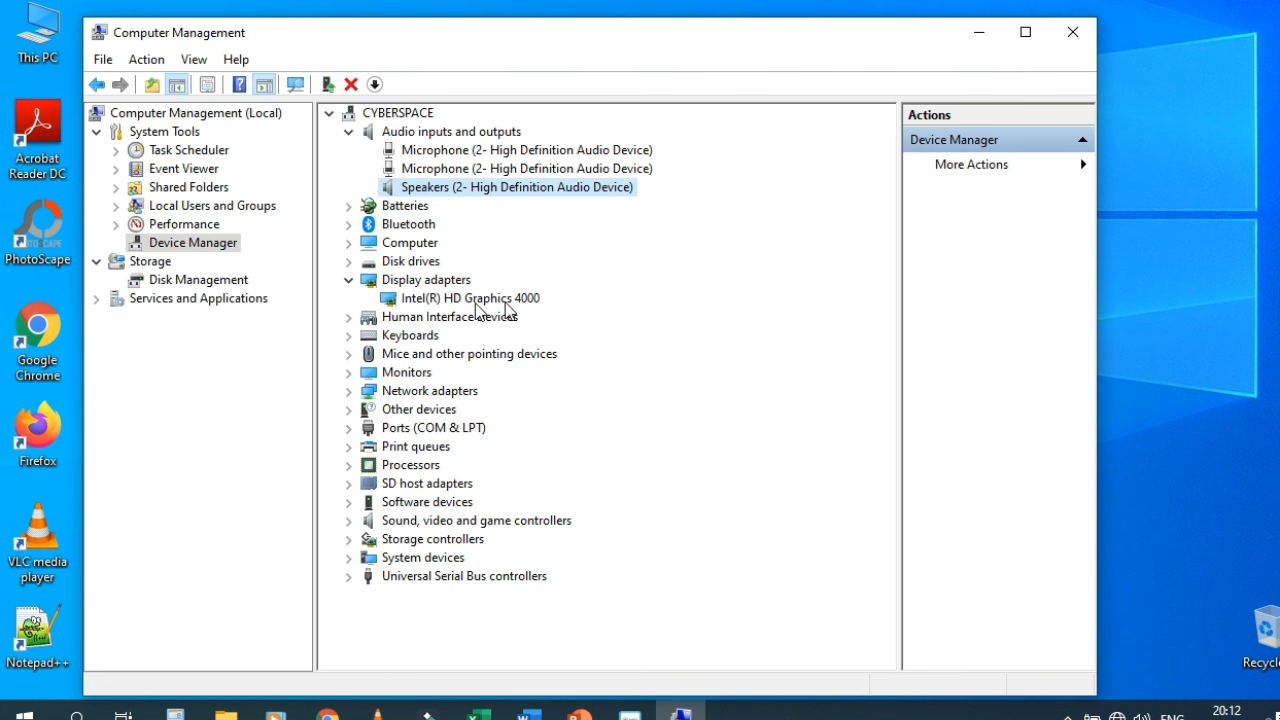 This PC
Acrobat
Reader DC
PhotoScape
Google
Chrome
Firefox
VLC media
player
Notepad++
Computer Management
File Action View Help
Computer Management (Local)
System Tools
Task Scheduler
Event Viewer
Shared Folders
Local Users and Groups
Performance
Device Manager
Storage
Disk Management
Services and Applications
CYBERSPACE
Audio inputs and outputs
Microphone (2- High Definition Audio Device)
Microphone (2- High Definition Audio Device)
Speakers (2- High Definition Audio Device)
Batteries
Bluetooth
Computer
Disk drives
Display adapters
Intel(R) HD Graphics 4000
Human Interface Devices
Keyboards
Mice and other pointing devices
Monitors
Network adapters
Other devices
Ports (COM & LPT)
Print queues
Processors
SD host adapters
Software devices
Sound, video and game controllers
Storage controllers
System devices
Universal Serial Bus controllers
Actions
Device Manager
More Actions
Recycl
ENG
20:12